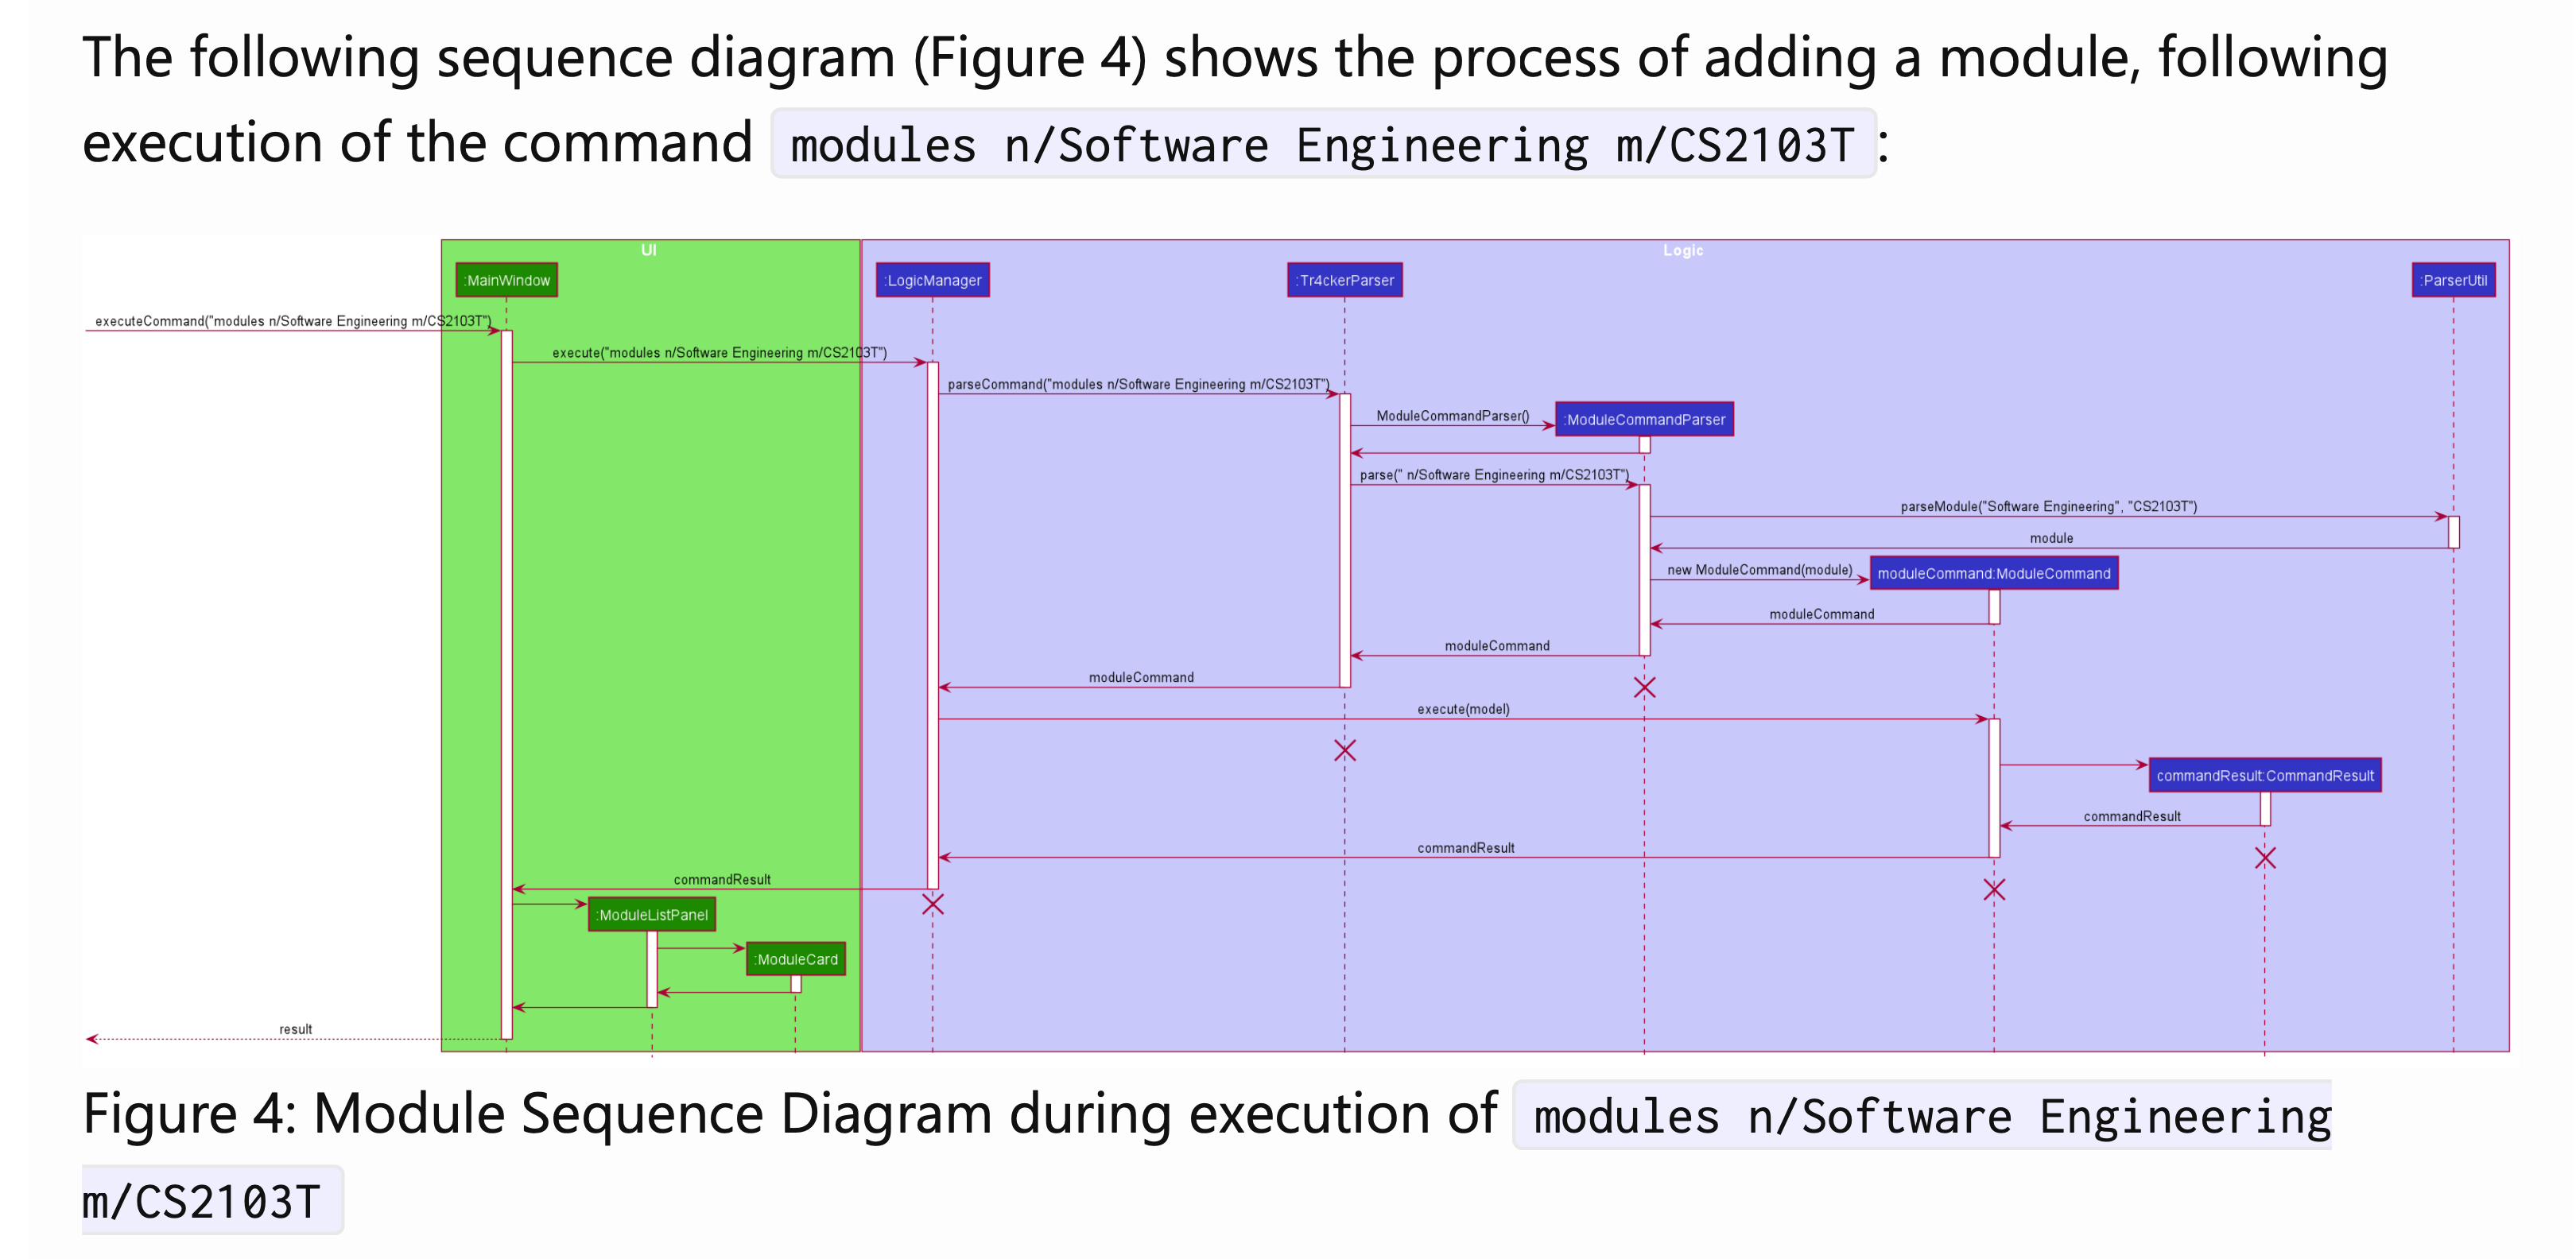 The following sequence diagram (Figure 4) shows the process of adding a module, following
execution of the command modules n/Software Engineering m/CS2103T :
UI
Logic
:MainWindow
:LogicManager
:Tr4ckerParser
:ParserUtil
executeCommand("modules n/Software Engineering m/CS2103T")
execute("modules n/Software Engineering m/CS2103T")
parseCommand("modules n/Software Engineering m/CS2103T")
ModuleCommandParser()
:ModuleCommandParser
parse(" n/Software Engineering m/CS2103T")
parseModule("Software Engineering", "CS2103T")
module
new ModuleCommand(module)
moduleCommand:ModuleCommand
moduleCommand
moduleCommand
moduleCommand
execute(model)
commandResult:CommandResult
commandResult
commandResult
commandResult
:ModuleListPanel
:ModuleCard
result
Figure 4: Module Sequence Diagram during execution of modules n/Software Engineering
m/CS2103T